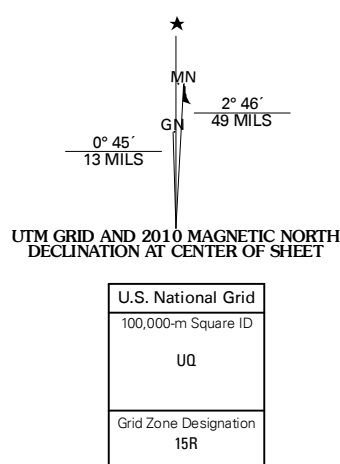 ★
MN
GN
2° 46´
49 MILS
0° 45´
13 MILS
UTM GRID AND 2010 MAGNETIC NORTH
DECLINATION AT CENTER OF SHEET
U.S. National Grid
100,000-m Square ID
UQ
Grid Zone Designation
15R